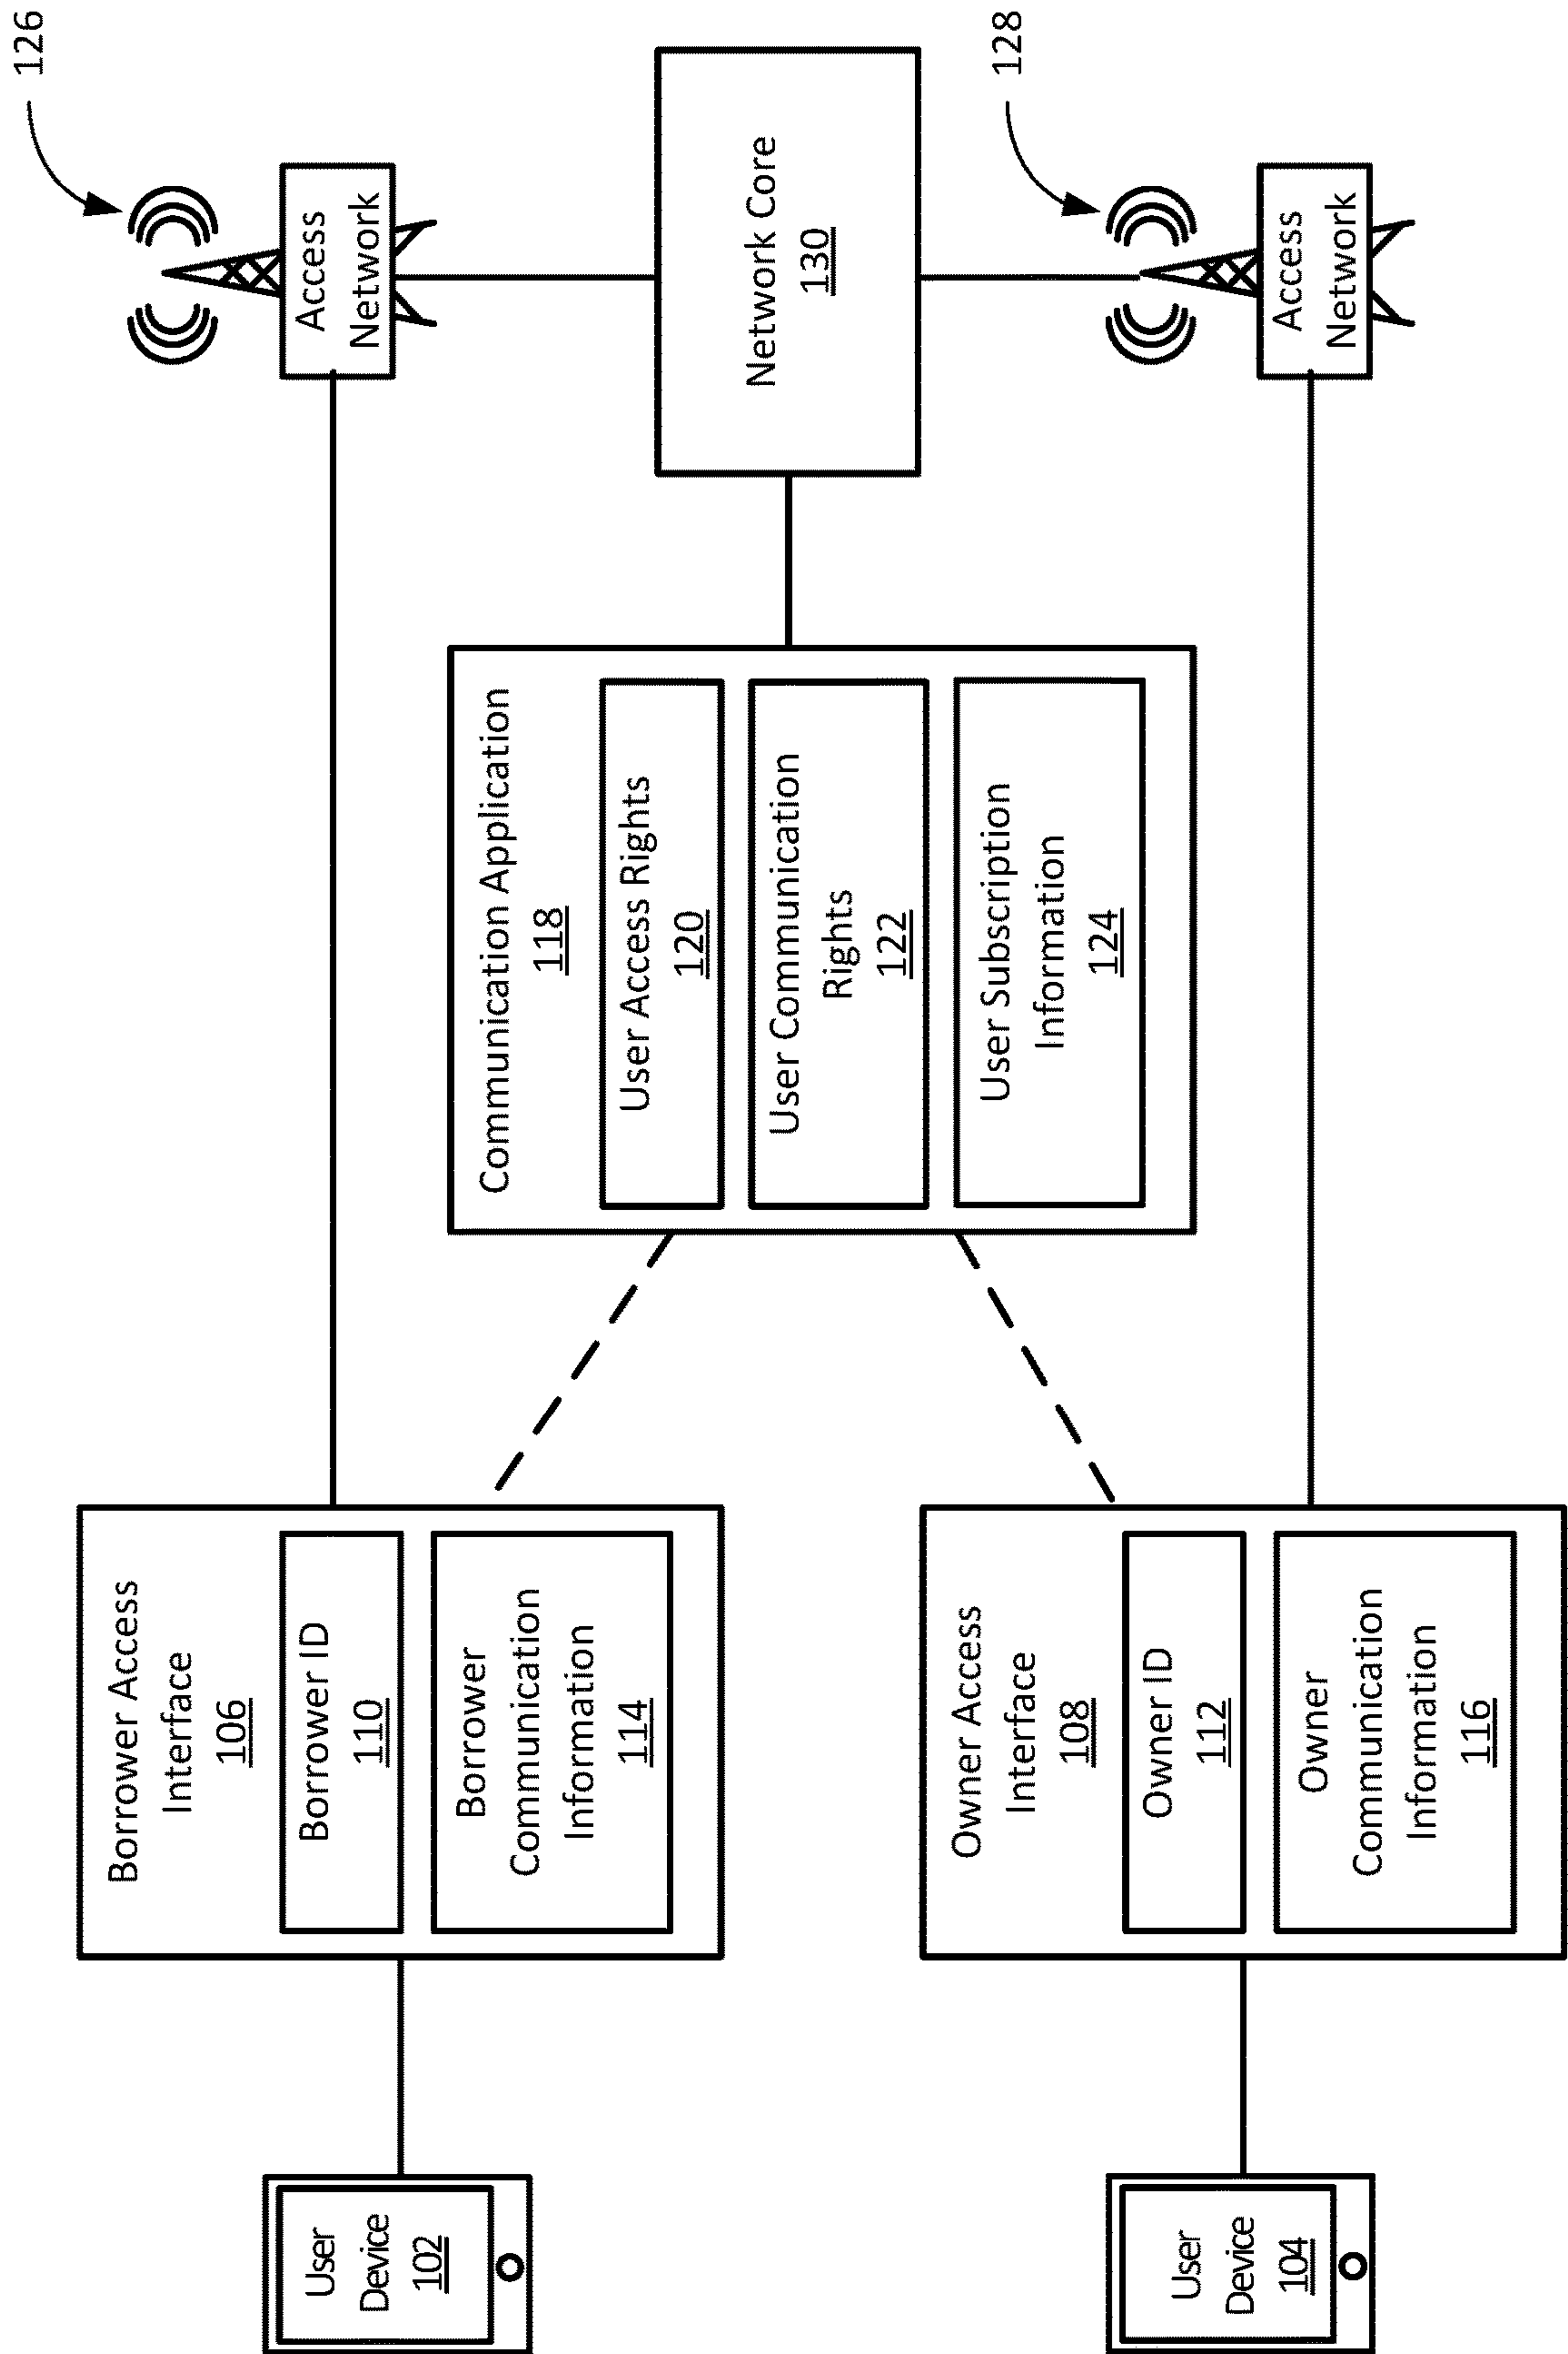 126
Access
Network
Borrower Access
Interface
106
Borrower ID
110
Borrower
Communication
Information
114
User
Device
102
Communication Application
118
User Access Rights
120
User Communication
Rights
122
User Subscription
Information
124
Network Core
130
128
Access
Network
Owner Access
Interface
108
Owner ID
112
Owner
Communication
Information
116
User
Device
104